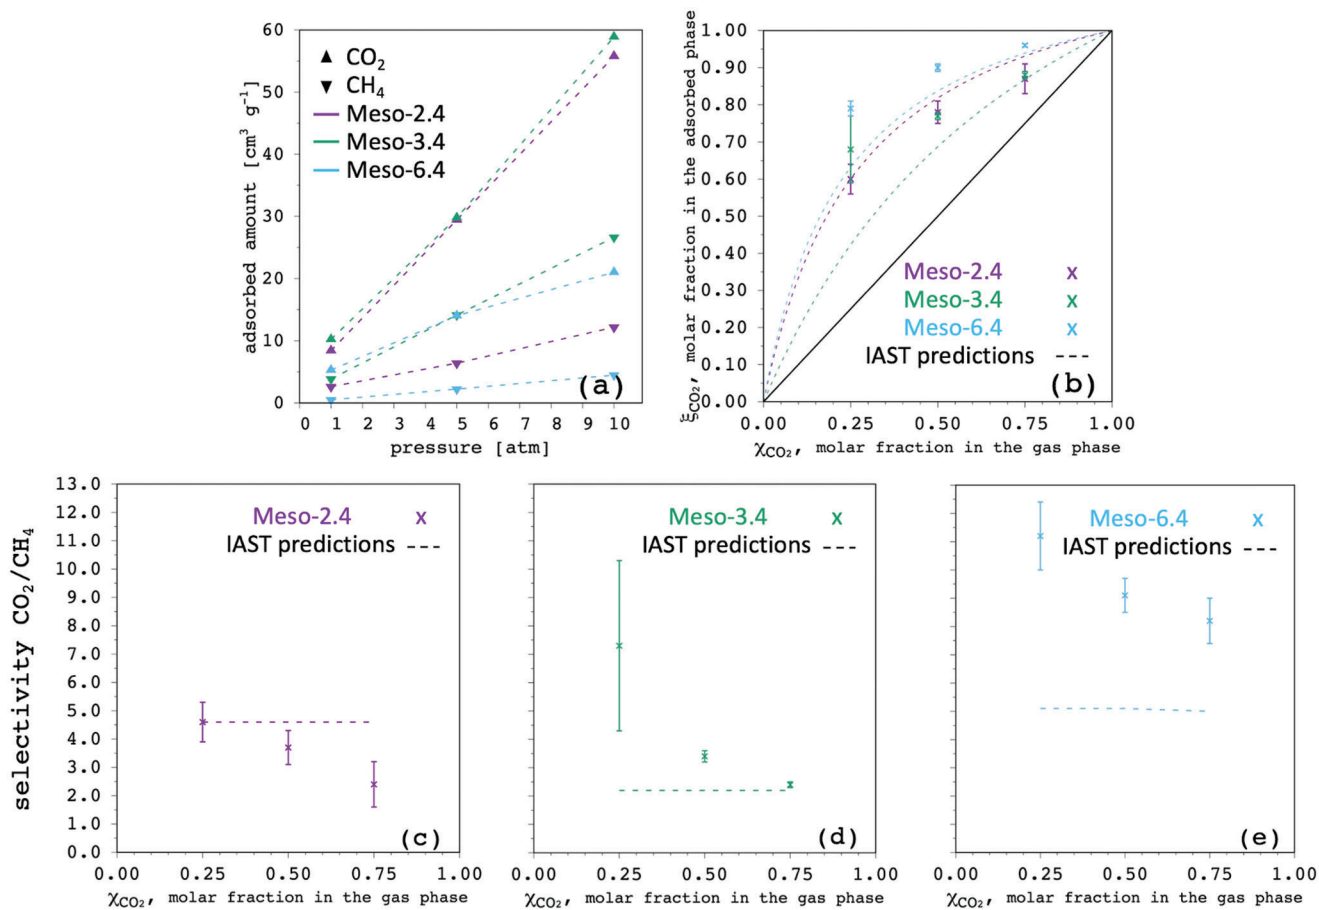 adsorbed amount [cm³ g⁻¹]
60
50
40
30
20
10
0
CO₂
CH₄
Meso-2.4
Meso-3.4
Meso-6.4
(a)
0 1 2 3 4 5 6 7 8 9 10
pressure [atm]
ξCO₂, molar fraction in the adsorbed phase
1.00
0.90
0.80
0.70
0.60
0.50
0.40
0.30
0.20
0.10
0.00
Meso-2.4 x
Meso-3.4 x
Meso-6.4 x
IAST predictions ----
(b)
0.00 0.25 0.50 0.75 1.00
χCO₂, molar fraction in the gas phase
selectivity CO₂/CH₄
13.0
12.0
11.0
10.0
9.0
8.0
7.0
6.0
5.0
4.0
3.0
2.0
1.0
0.0
Meso-2.4 x
IAST predictions ---
(c)
0.00 0.25 0.50 0.75 1.00
χCO₂, molar fraction in the gas phase
Meso-3.4 x
IAST predictions ---
(d)
0.00 0.25 0.50 0.75 1.00
χCO₂, molar fraction in the gas phase
Meso-6.4 x
IAST predictions ---
(e)
0.00 0.25 0.50 0.75 1.00
χCO₂, molar fraction in the gas phase